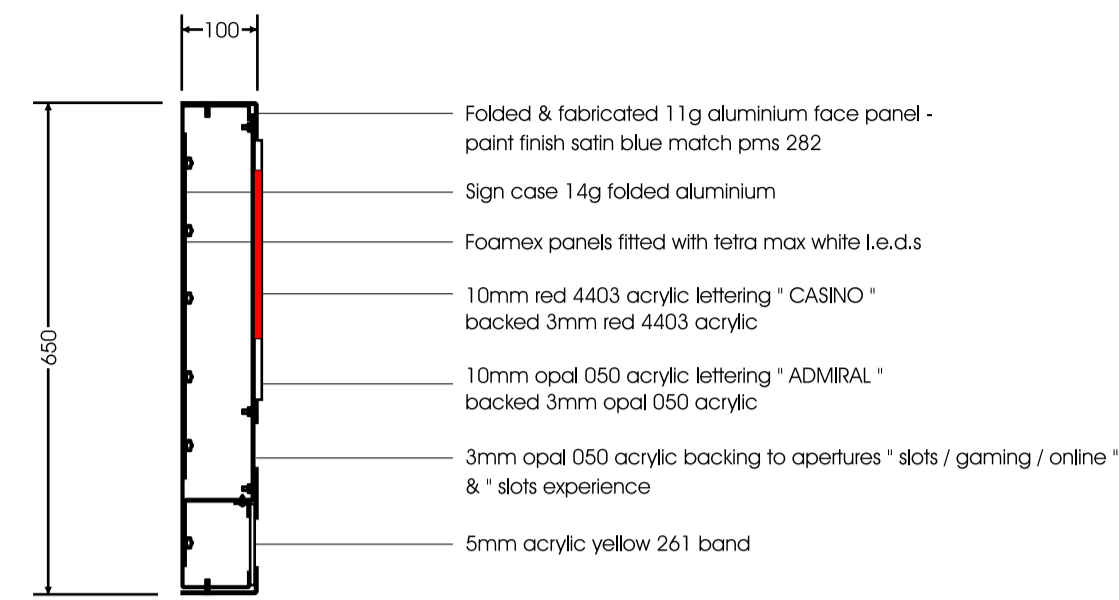 100
650
Folded & fabricated 11g aluminium face panel -
paint finish satin blue match pms 282
Sign case 14g folded aluminium
Foamex panels fitted with tetra max white l.e.d.s
10mm red 4403 acrylic lettering " CASINO "
backed 3mm red 4403 acrylic
10mm opal 050 acrylic lettering " ADMIRAL "
backed 3mm opal 050 acrylic
3mm opal 050 acrylic backing to apertures " slots / gaming / online "
& " slots experience
5mm acrylic yellow 261 band